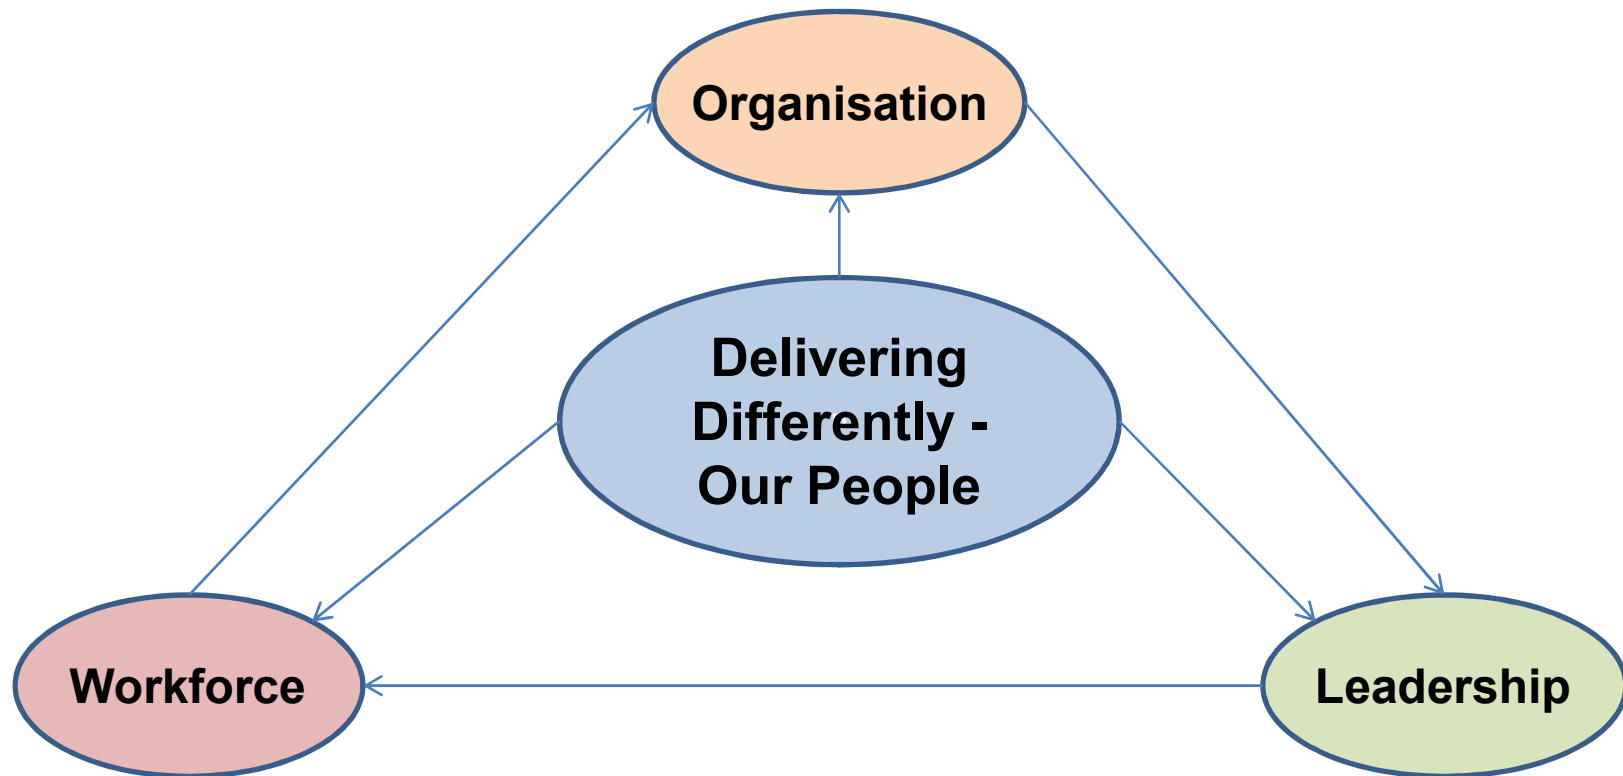 Organisation
Delivering
Differently -
Our People
Workforce
Leadership